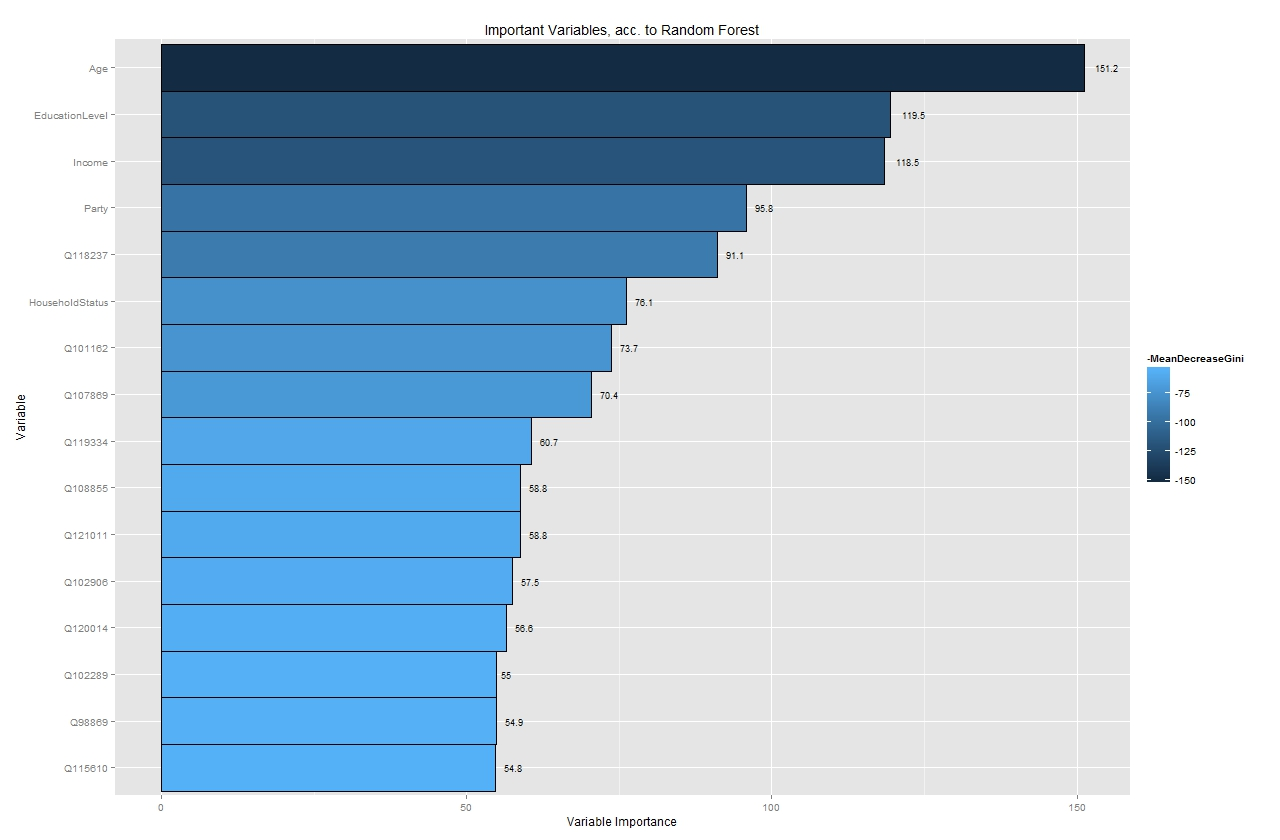 Important Variables, acc. to Random Forest
Age 151.2
EducationLevel 119.5
Income 118.5
Party 95.8
Q118237 91.1
HouseholdStatus 76.1
Q101162 73.7
Q107869 70.4
Q119334 60.7
Q108855 58.8
Q121011 58.8
Q102906 57.5
Q120014 56.6
Q102289 55
Q98869 54.9
Q115610 54.8
Variable
0 50 100 150
Variable Importance
-MeanDecreaseGini
-75
-100
-125
-150